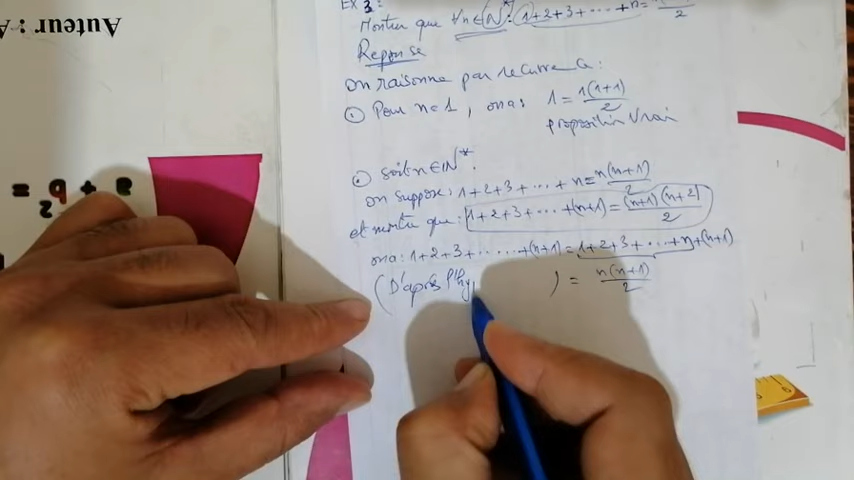 Ex 3:
Montrer que ∀n∈ℕ*: 1+2+3+....+n= /2
Réponse
on raisonne par récurrence:
• Pour n=1, on a: 1=1(1+1)/2
proposition vrai
• Soit n∈ℕ*.
on suppose: 1+2+3+...+n=n(n+1)/2
et montre que: 1+2+3+...+(n+1)=(n+1)(n+2)/2
on a: 1+2+3+......+(n+1)=1+2+3+...+n+(n+1)
(D'après l'hy ) = n(n+1)/2
Auteur : A
a + b² =